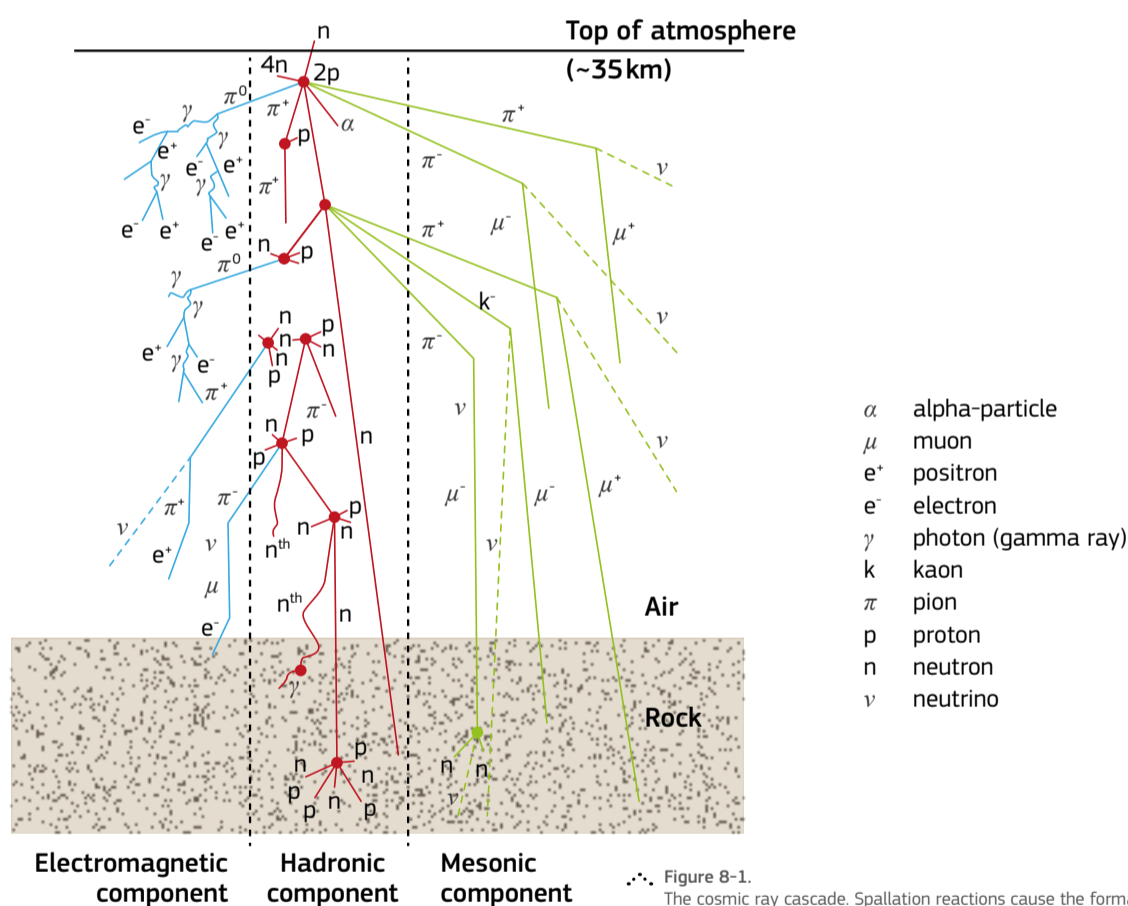 n
Top of atmosphere
(~35 km)
4n
2p
π⁰
π⁺
α
p
π⁺
γ
e⁻
e⁺
γ
γ
e⁻
e⁺
γ
e⁻
e⁺
e⁻
e⁺
π⁺
ν
π⁻
μ⁻
μ⁺
ν
π⁺
k⁻
π⁻
ν
n
p
π⁰
γ
γ
e⁺
γ
e⁻
π⁺
n
n
n
p
p
n
π⁻
n
p
p
n
π⁻
ν
π⁺
e⁺
ν
μ
e⁻
nᵗʰ
n
p
n
nᵗʰ
n
ν
μ⁻
ν
μ⁻
μ⁺
ν
Air
Rock
γ
n
p
n
p
p
n
p
n
n
ν
α alpha-particle
μ muon
e⁺ positron
e⁻ electron
γ photon (gamma ray)
k kaon
π pion
p proton
n neutron
ν neutrino
Electromagnetic
component
Hadronic
component
Mesonic
component
Figure 8-1.
The cosmic ray cascade. Spallation reactions cause the forma